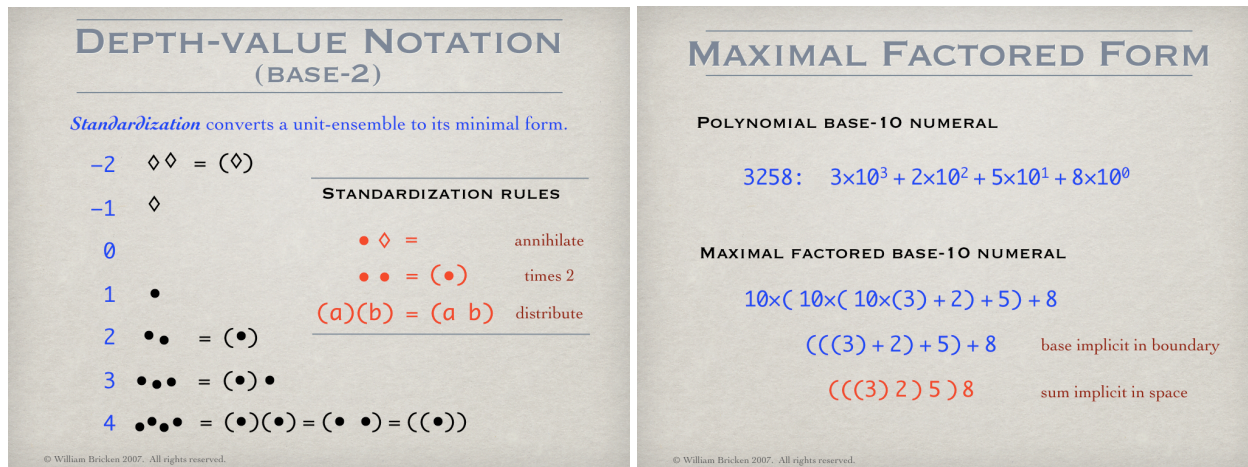 DEPTH-VALUE NOTATION
(BASE-2)
Standardization converts a unit-ensemble to its minimal form.
−2 ◊ ◊ = (◊)
−1 ◊
0
1 •
2 • • = (•)
3 • • • = (•) •
4 • • • • = (•)(•) = (• •) = ((•))
STANDARDIZATION RULES
• ◊ = annihilate
• • = (•) times 2
(a)(b) = (a b) distribute
© William Bricken 2007. All rights reserved.
MAXIMAL FACTORED FORM
POLYNOMIAL BASE-10 NUMERAL
3258: 3×10³ + 2×10² + 5×10¹ + 8×10⁰
MAXIMAL FACTORED BASE-10 NUMERAL
10×( 10×( 10×(3) + 2) + 5) + 8
(((3) + 2) + 5) + 8 base implicit in boundary
(((3) 2 ) 5 ) 8 sum implicit in space
© William Bricken 2007. All rights reserved.